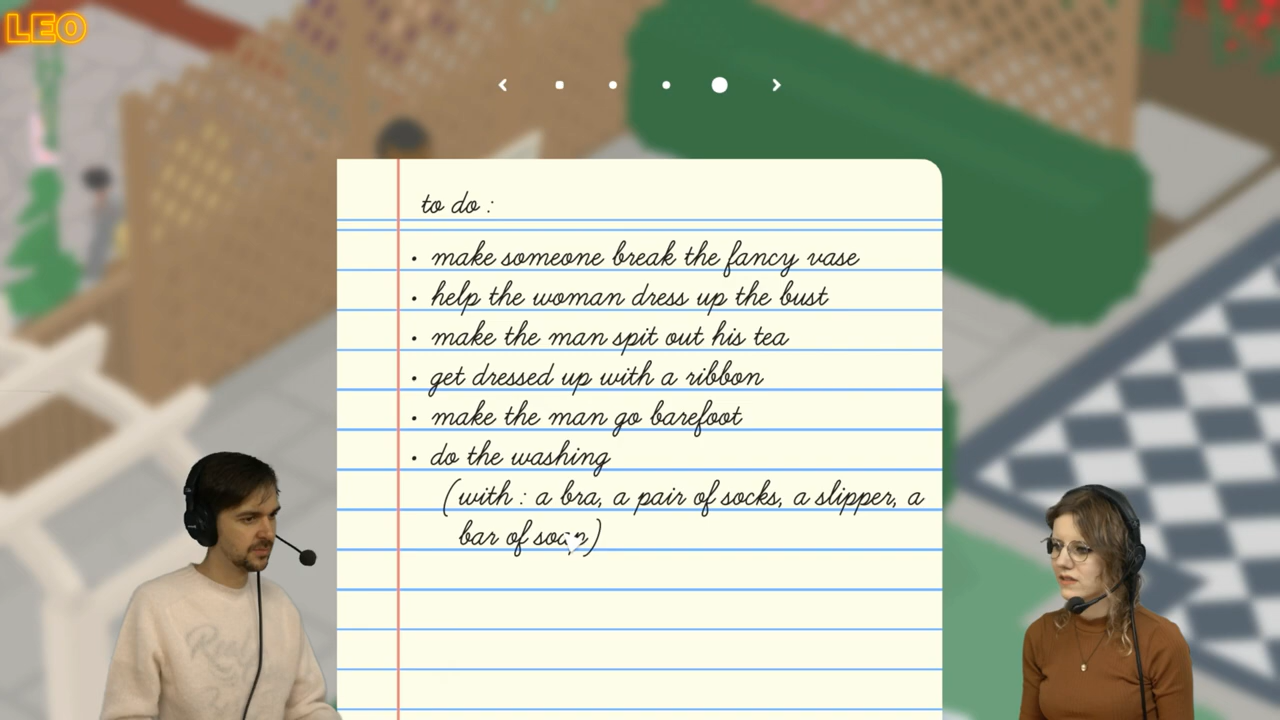 LEO
to do :
• make someone break the fancy vase
• help the woman dress up the bust
• make the man spit out his tea
• get dressed up with a ribbon
• make the man go barefoot
• do the washing
(with : a bra, a pair of socks, a slipper, a
bar of soap)